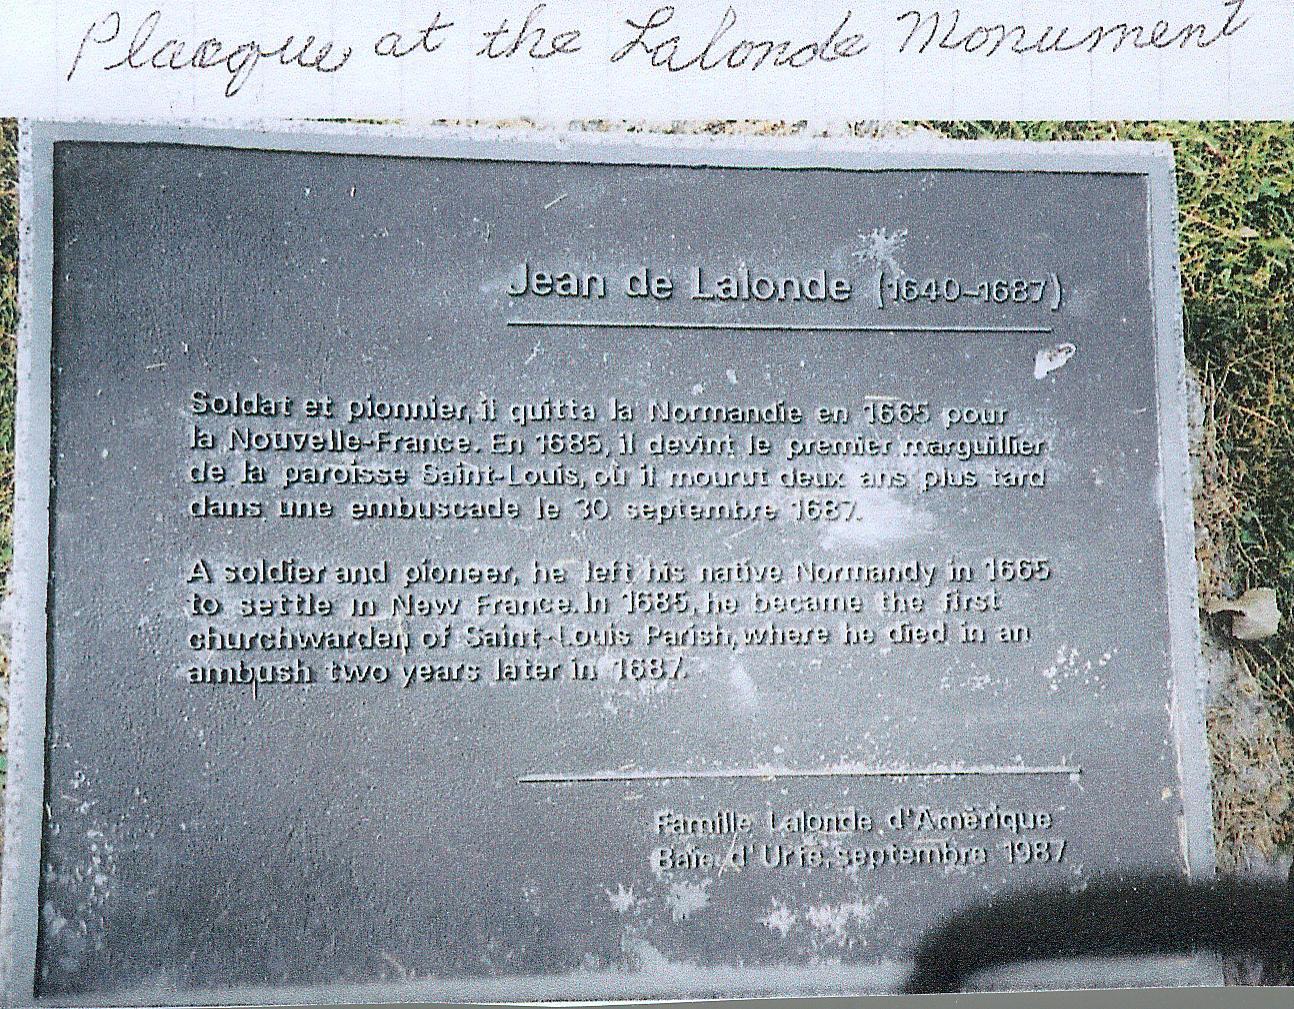 Placque at the Lalonde Monument
Jean de Lalonde (1640-1687)
Soldat et pionnier, il quitta la Normandie en 1665 pour
la Nouvelle-France. En 1685, il devint le premier marguillier
de la paroisse Saint-Louis, où il mourut deux ans plus tard
dans une embuscade le 30 septembre 1687.
A soldier and pioneer, he left his native Normandy in 1665
to settle in New France. In 1685, he became the first
churchwarden of Saint-Louis Parish, where he died in an
ambush two years later in 1687.
Famille Lalonde d'Amérique
Baie d'Urfe, septembre 1987